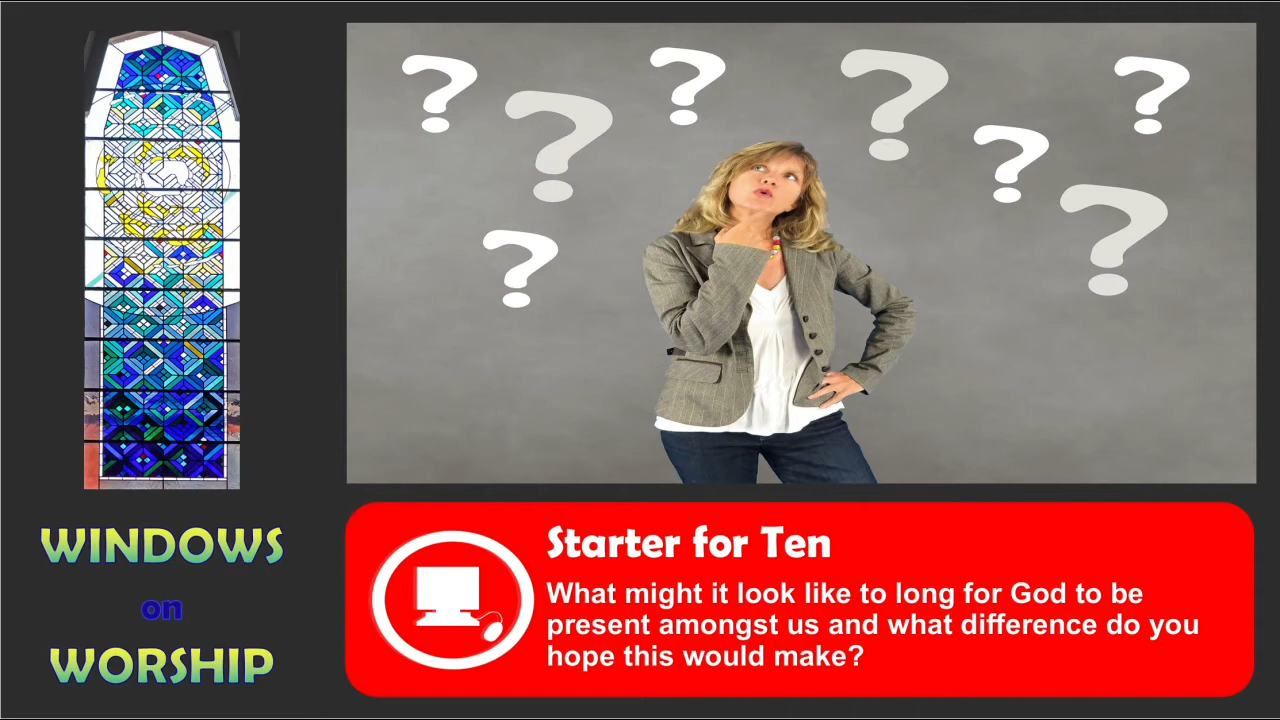 WINDOWS
on
WORSHIP
? ? ? ? ? ? ? ? ?
Starter for Ten
What might it look like to long for God to be
present amongst us and what difference do you
hope this would make?